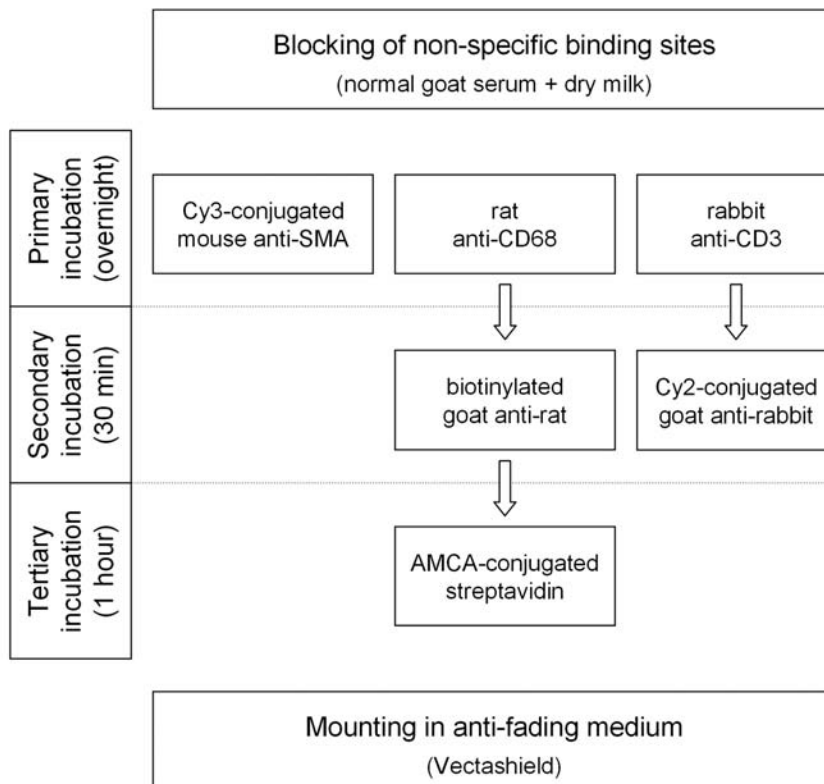 Blocking of non-specific binding sites
(normal goat serum + dry milk)
Primary
incubation
(overnight)
Cy3-conjugated
mouse anti-SMA
rat
anti-CD68
rabbit
anti-CD3
Secondary
incubation
(30 min)
biotinylated
goat anti-rat
Cy2-conjugated
goat anti-rabbit
Tertiary
incubation
(1 hour)
AMCA-conjugated
streptavidin
Mounting in anti-fading medium
(Vectashield)